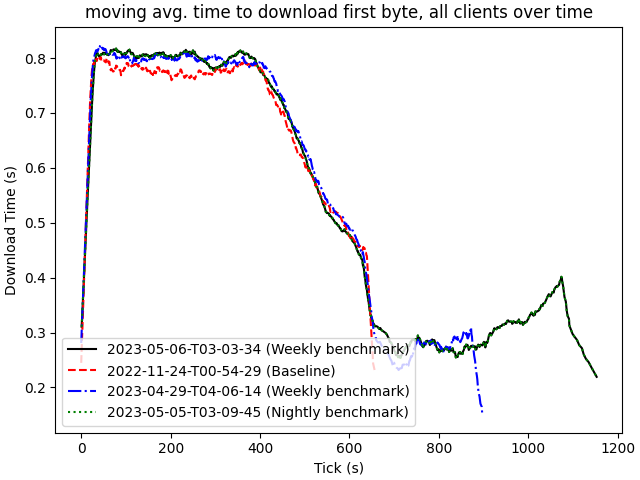 moving avg. time to download first byte, all clients over time
Download Time (s)
0.8
0.7
0.6
0.5
0.4
0.3
0.2
2023-05-06-T03-03-34 (Weekly benchmark)
2022-11-24-T00-54-29 (Baseline)
2023-04-29-T04-06-14 (Weekly benchmark)
2023-05-05-T03-09-45 (Nightly benchmark)
0 200 400 600 800 1000 1200
Tick (s)